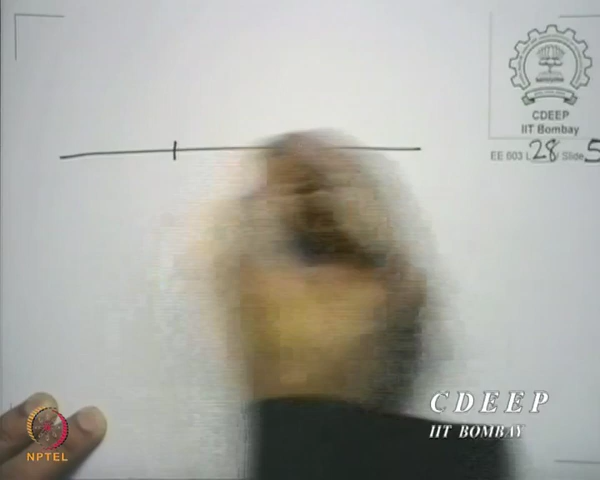 CDEEP
IIT Bombay
EE 603 L 28 / Slide 5
CDEEP
IIT BOMBAY
NPTEL